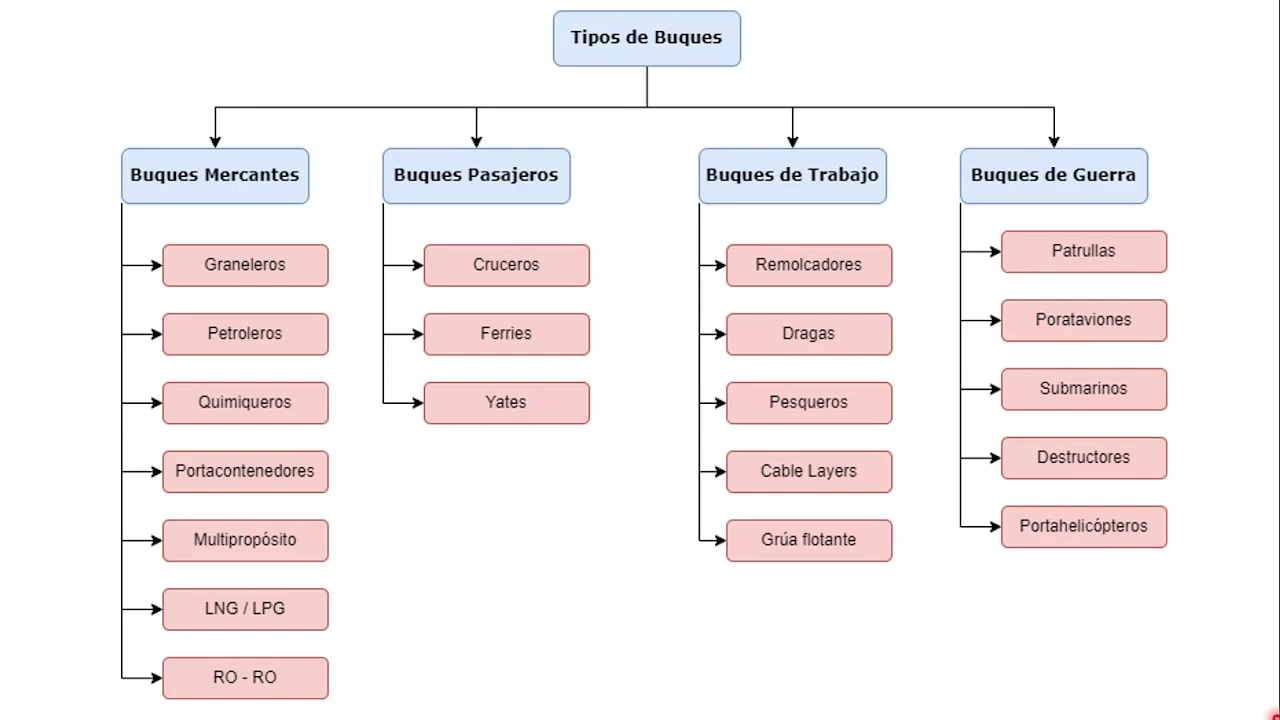 Tipos de Buques
Buques Mercantes
Graneleros
Petroleros
Quimiqueros
Portacontenedores
Multipropósito
LNG / LPG
RO - RO
Buques Pasajeros
Cruceros
Ferries
Yates
Buques de Trabajo
Remolcadores
Dragas
Pesqueros
Cable Layers
Grúa flotante
Buques de Guerra
Patrullas
Porataviones
Submarinos
Destructores
Portahelicópteros